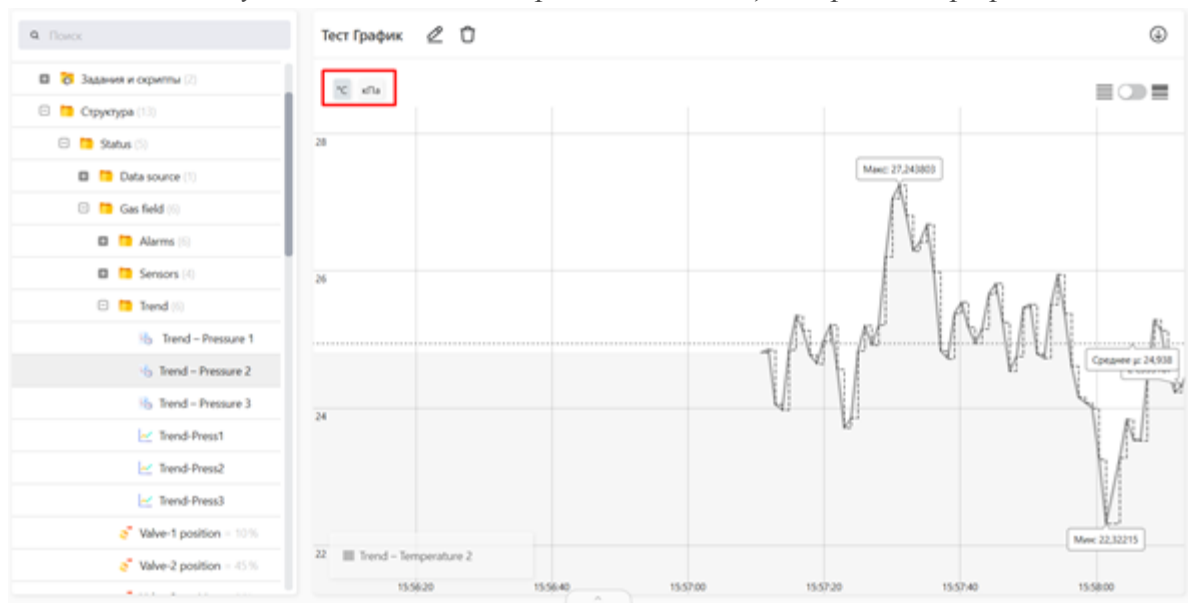 Поиск
Задания и скрипты (2)
Структура (13)
Status (5)
Data source (1)
Gas field (6)
Alarms (6)
Sensors (4)
Trend (6)
Trend – Pressure 1
Trend – Pressure 2
Trend – Pressure 3
Trend-Press1
Trend-Press2
Trend-Press3
Valve-1 position = 10%
Valve-2 position = 45%
Тест График
°C кПа
28
26
24
22
Макс: 27,243803
Среднее μ: 24,938
Мин: 22,32215
Trend – Temperature 2
15:56:20 15:56:40 15:57:00 15:57:20 15:57:40 15:58:00